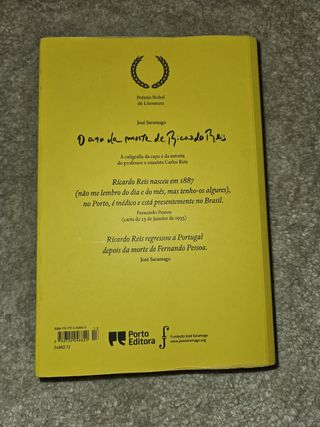 Prémio Nobel
de Literatura
José Saramago
O ano da morte de Ricardo Reis
A caligrafia da capa é da autoria
do professor e ensaísta Carlos Reis
Ricardo Reis nasceu em 1887
(não me lembro do dia e do mês, mas tenho-os algures),
no Porto, é médico e está presentemente no Brasil.
Fernando Pessoa
(carta de 13 de Janeiro de 1935)
Ricardo Reis regressou a Portugal
depois da morte de Fernando Pessoa.
José Saramago
Porto
Editora
Fundação José Saramago
www.josesaramago.org